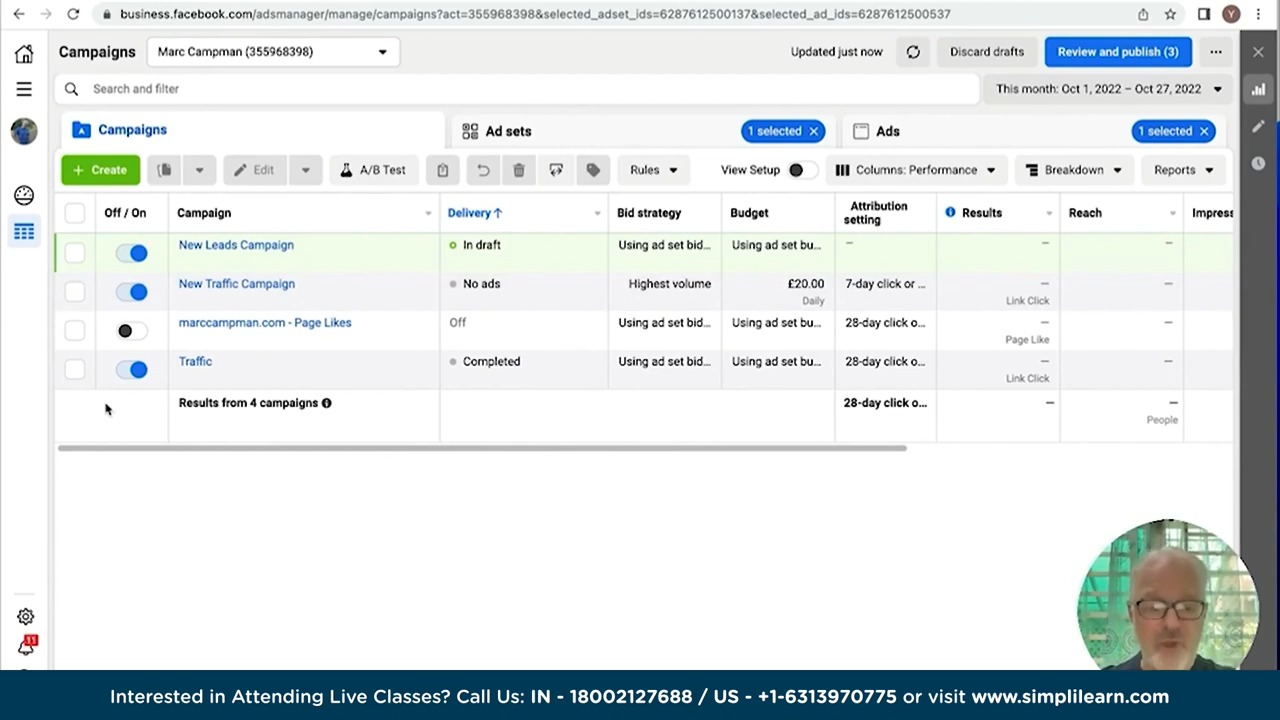 business.facebook.com/adsmanager/manage/campaigns?act=355968398&selected_adset_ids=6287612500137&selected_ad_ids=6287612500537
Y
Campaigns
Marc Campman (355968398)
Updated just now
Discard drafts
Review and publish (3)
Search and filter
This month: Oct 1, 2022 – Oct 27, 2022
Campaigns
Ad sets
1 selected
Ads
1 selected
+ Create
Edit
A/B Test
Rules
View Setup
Columns: Performance
Breakdown
Reports
Off / On
Campaign
Delivery ↑
Bid strategy
Budget
Attribution
setting
Results
Reach
Impress
New Leads Campaign
In draft
Using ad set bid...
Using ad set bu...
–
–
–
New Traffic Campaign
No ads
Highest volume
£20.00
Daily
7-day click or ...
–
Link Click
–
marccampman.com - Page Likes
Off
Using ad set bid...
Using ad set bu...
28-day click o...
–
Page Like
–
Traffic
Completed
Using ad set bid...
Using ad set bu...
28-day click o...
–
Link Click
–
Results from 4 campaigns
28-day click o...
–
–
People
11
Interested in Attending Live Classes? Call Us: IN - 18002127688 / US - +1-6313970775 or visit www.simplilearn.com